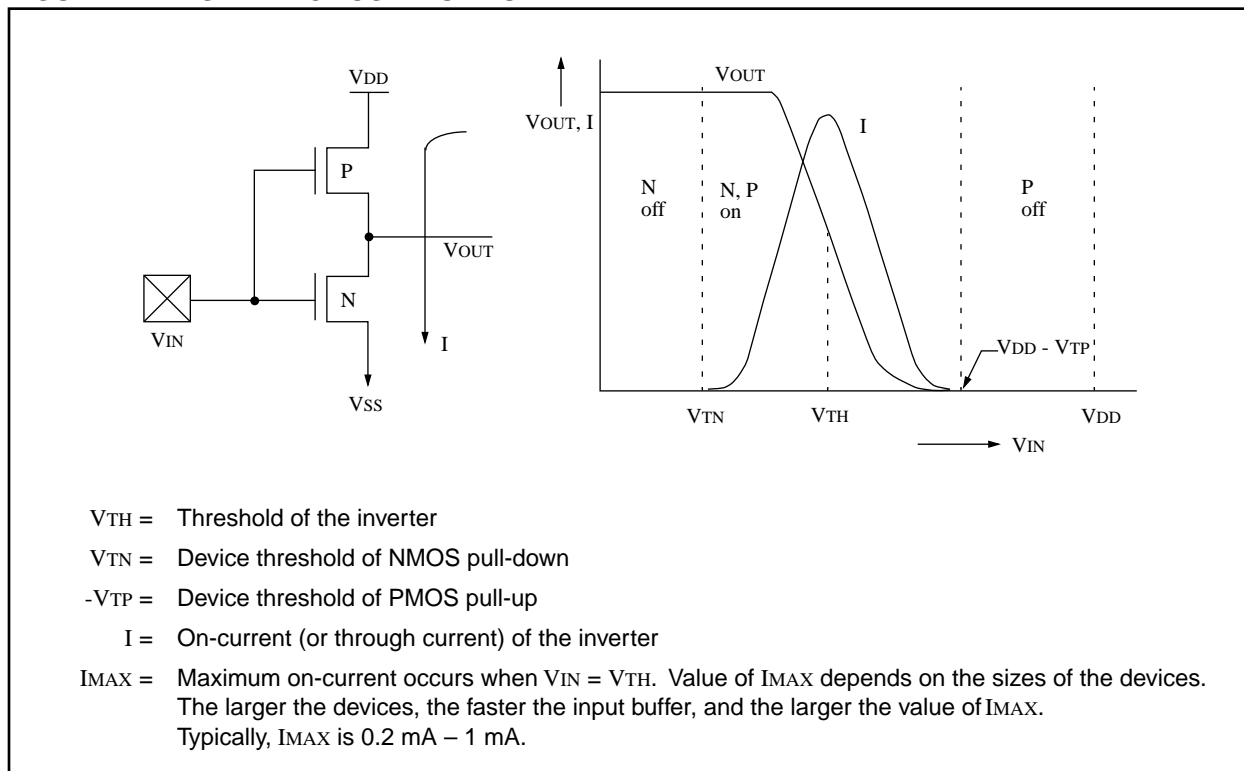 VDD
P
VOUT
N
VIN
I
VSS
VOUT, I
VOUT
I
N
off
N, P
on
P
off
VDD - VTP
VTN
VTH
VDD
VIN
VTH = Threshold of the inverter
VTN = Device threshold of NMOS pull-down
-VTP = Device threshold of PMOS pull-up
I = On-current (or through current) of the inverter
IMAX = Maximum on-current occurs when VIN = VTH. Value of IMAX depends on the sizes of the devices.
The larger the devices, the faster the input buffer, and the larger the value of IMAX.
Typically, IMAX is 0.2 mA – 1 mA.